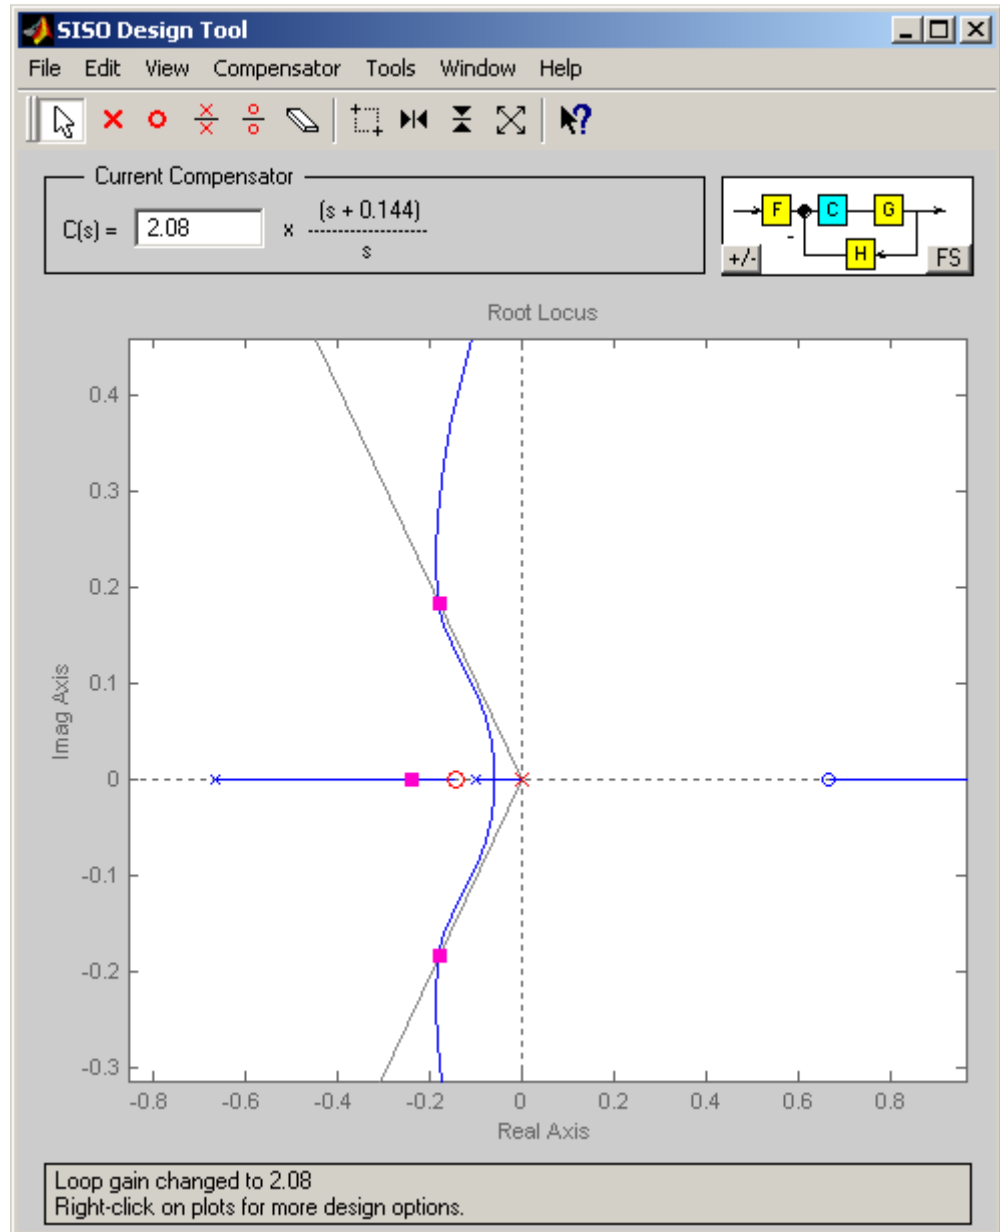 SISO Design Tool
File Edit View Compensator Tools Window Help
Current Compensator
C(s) = 2.08 x (s + 0.144)
s
F C G
H
- +/- FS
Root Locus
0.4
0.3
0.2
0.1
0
-0.1
-0.2
-0.3
Imag Axis
-0.8 -0.6 -0.4 -0.2 0 0.2 0.4 0.6 0.8
Real Axis
Loop gain changed to 2.08
Right-click on plots for more design options.